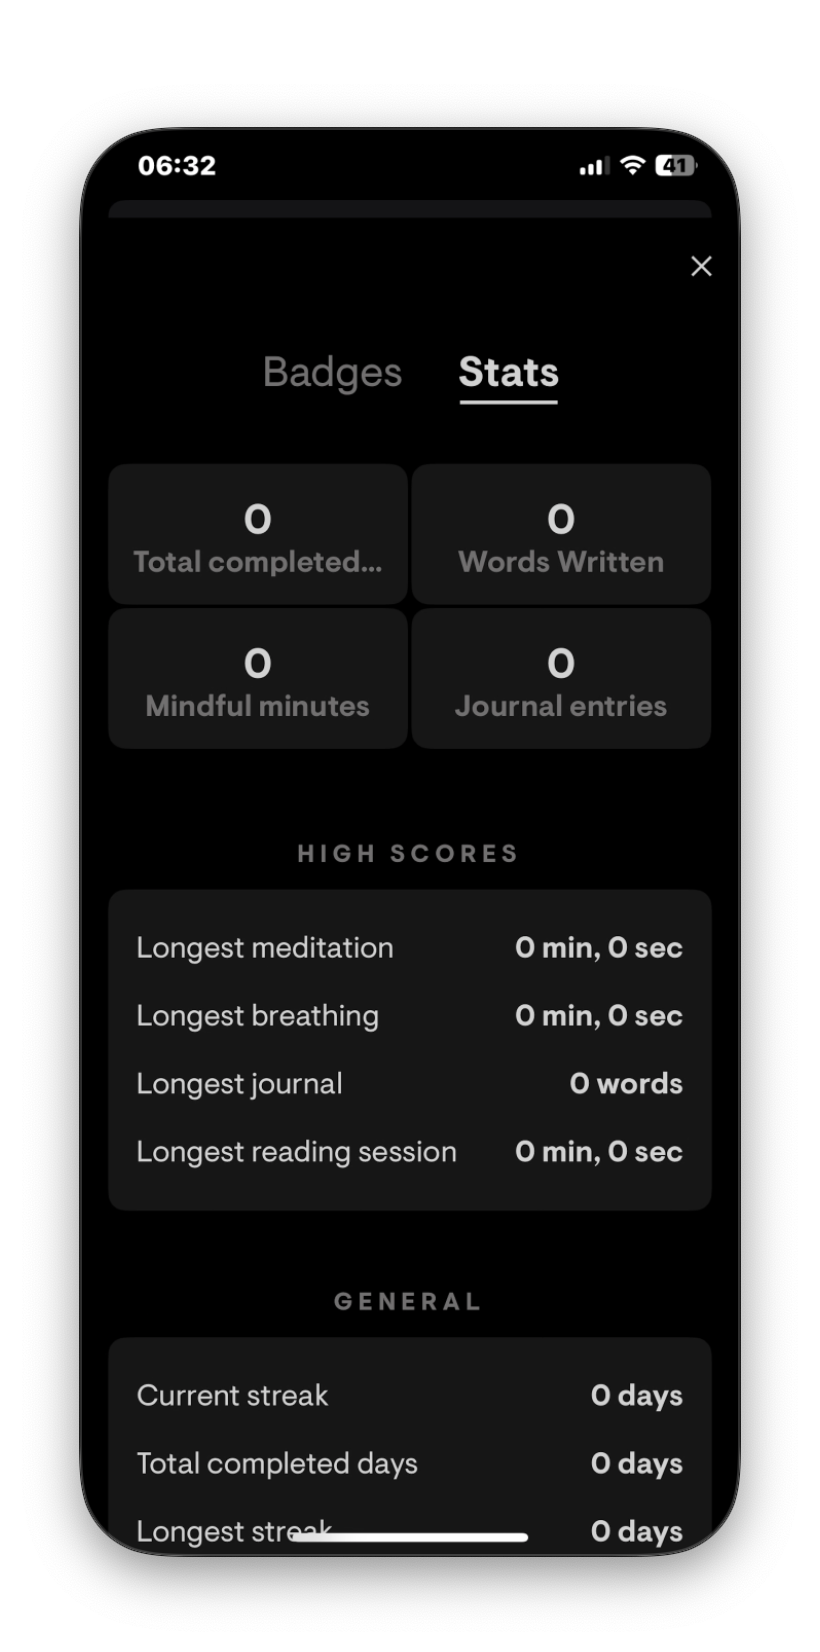 06:32
41
Badges Stats
0 0
Total completed... Words Written
0 0
Mindful minutes Journal entries
HIGH SCORES
Longest meditation 0 min, 0 sec
Longest breathing 0 min, 0 sec
Longest journal 0 words
Longest reading session 0 min, 0 sec
GENERAL
Current streak 0 days
Total completed days 0 days
Longest streak 0 days